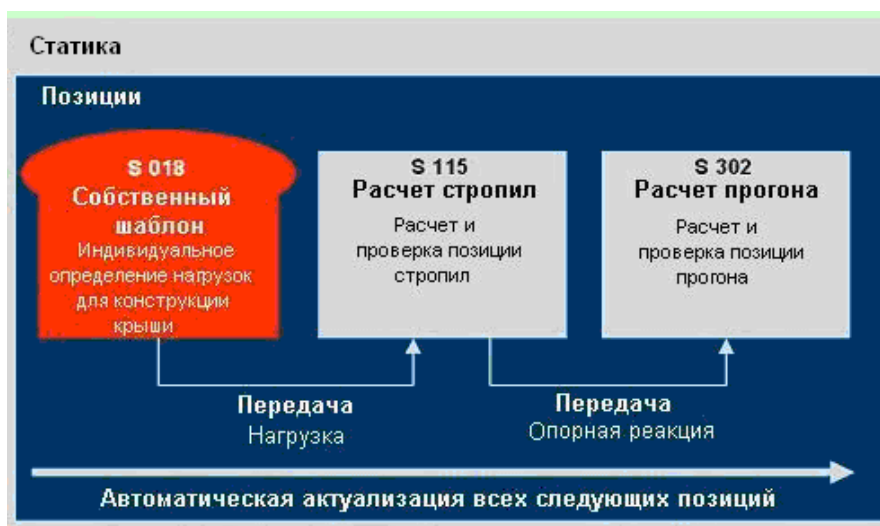 Статика
Позиции
S 018
Собственный
шаблон
Индивидуальное
определение нагрузок
для конструкции
крыши
S 115
Расчет стропил
Расчет и
проверка позиции
стропил
S 302
Расчет прогона
Расчет и
проверка позиции
прогона
Передача
Нагрузка
Передача
Опорная реакция
Автоматическая актуализация всех следующих позиций